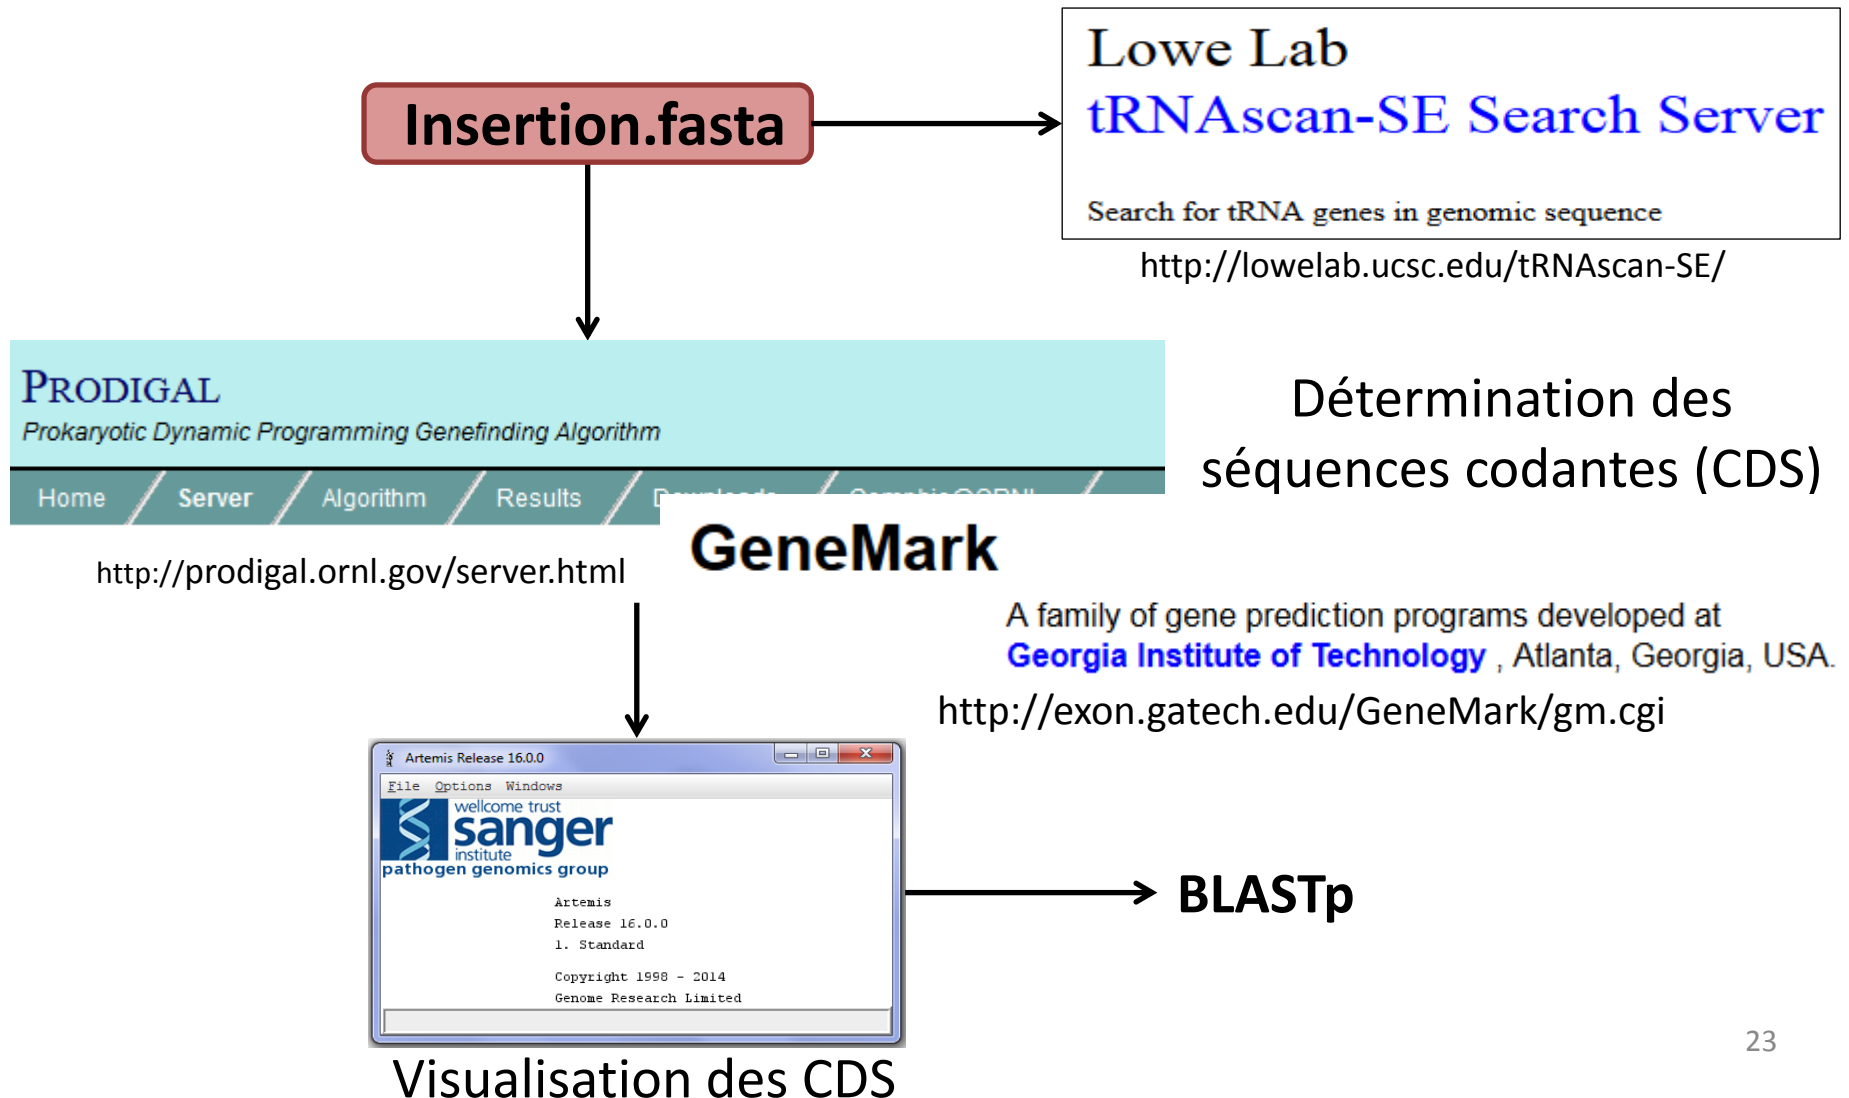 Lowe Lab
tRNAscan-SE Search Server
Search for tRNA genes in genomic sequence
http://lowelab.ucsc.edu/tRNAscan-SE/
Insertion.fasta
PRODIGAL
Prokaryotic Dynamic Programming Genefinding Algorithm
Home Server Algorithm Results
http://prodigal.ornl.gov/server.html
Détermination des
séquences codantes (CDS)
GeneMark
A family of gene prediction programs developed at
Georgia Institute of Technology , Atlanta, Georgia, USA.
http://exon.gatech.edu/GeneMark/gm.cgi
Artemis Release 16.0.0
File Options Windows
wellcome trust
sanger
institute
pathogen genomics group
Artemis
Release 16.0.0
1. Standard
Copyright 1998 - 2014
Genome Research Limited
BLASTp
Visualisation des CDS
23